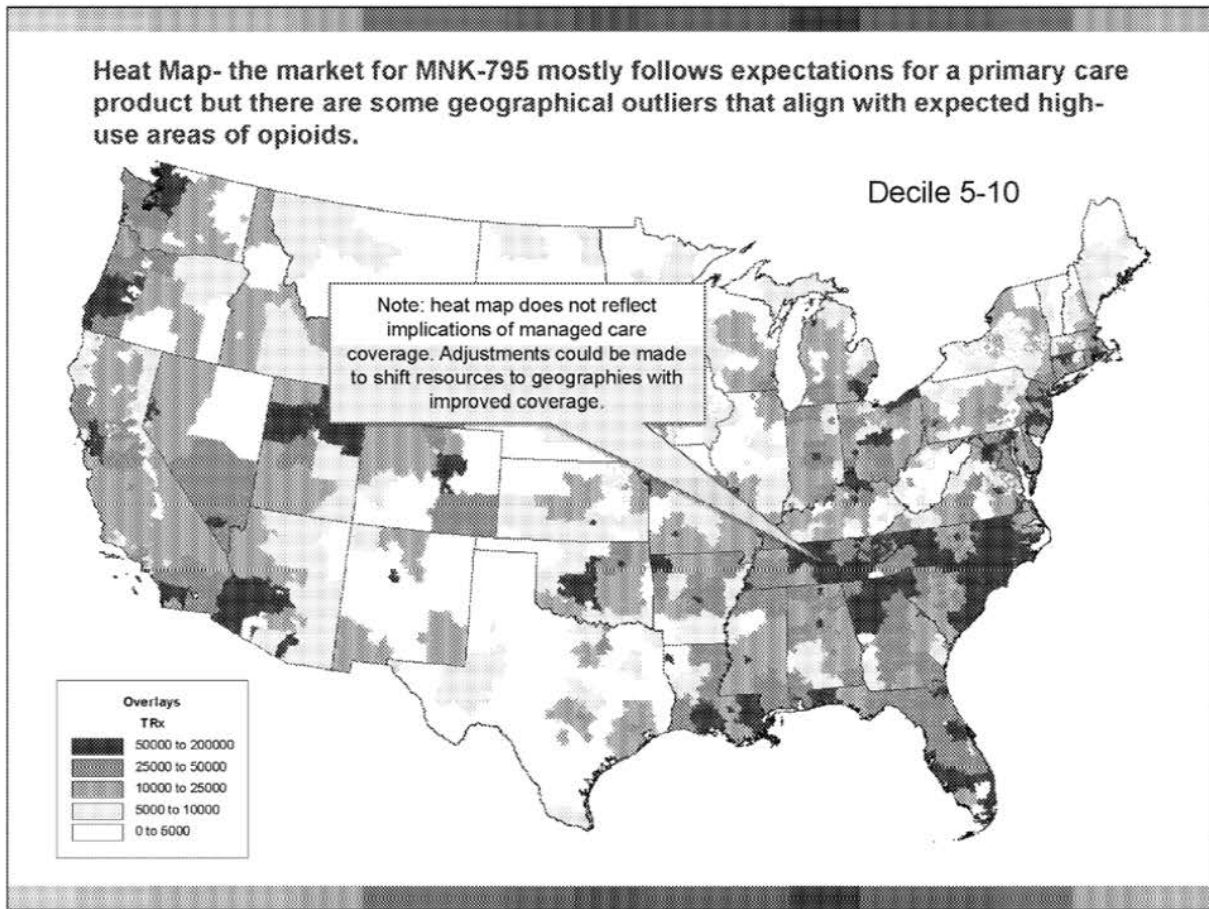 Heat Map- the market for MNK-795 mostly follows expectations for a primary care
product but there are some geographical outliers that align with expected high-
use areas of opioids.
Decile 5-10
Note: heat map does not reflect
implications of managed care
coverage. Adjustments could be made
to shift resources to geographies with
improved coverage.
Overlays
TRx
50000 to 200000
25000 to 50000
10000 to 25000
5000 to 10000
0 to 5000